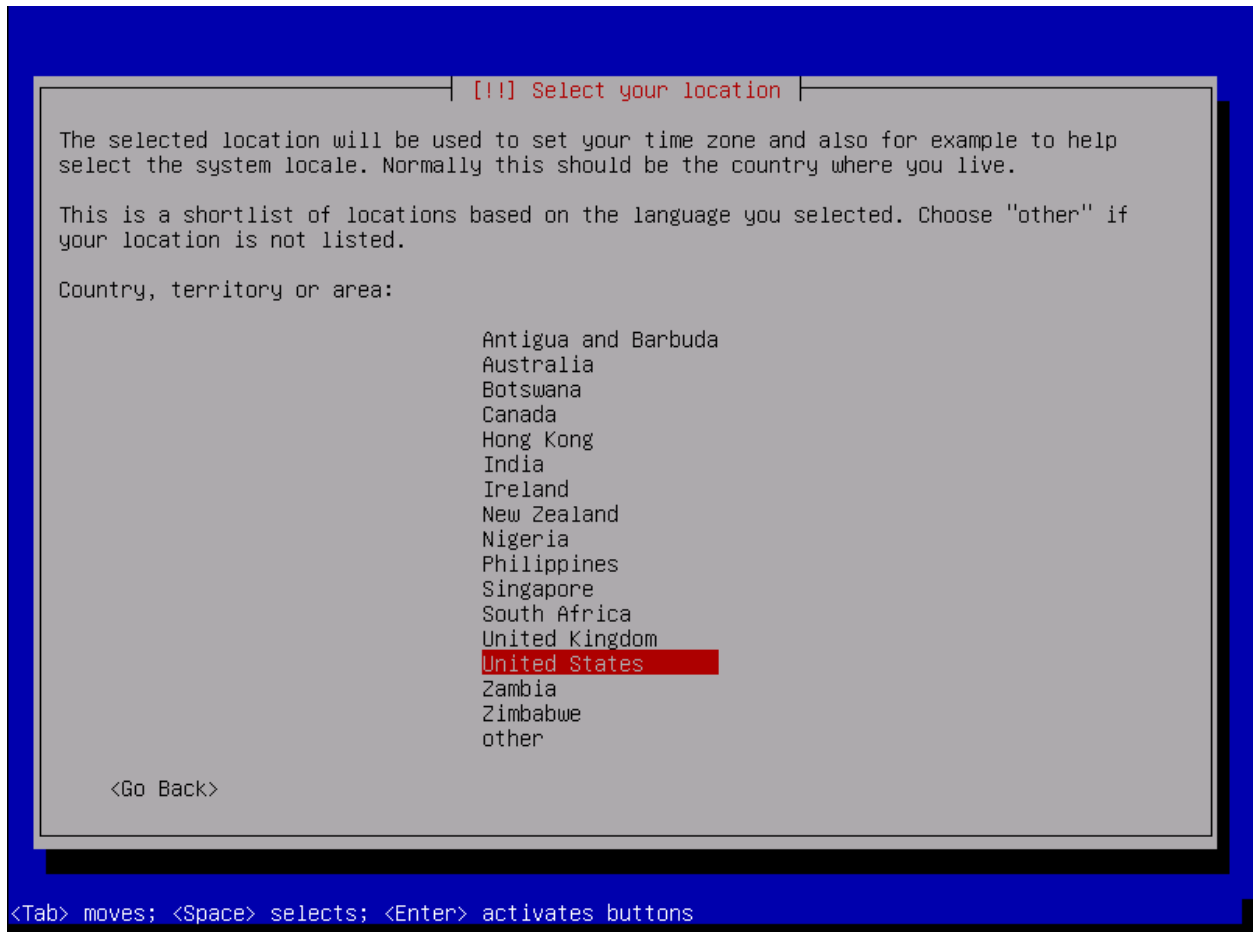 [!!] Select your location
The selected location will be used to set your time zone and also for example to help
select the system locale. Normally this should be the country where you live.
This is a shortlist of locations based on the language you selected. Choose "other" if
your location is not listed.
Country, territory or area:
Antigua and Barbuda
Australia
Botswana
Canada
Hong Kong
India
Ireland
New Zealand
Nigeria
Philippines
Singapore
South Africa
United Kingdom
United States
Zambia
Zimbabwe
other
<Go Back>
<Tab> moves; <Space> selects; <Enter> activates buttons